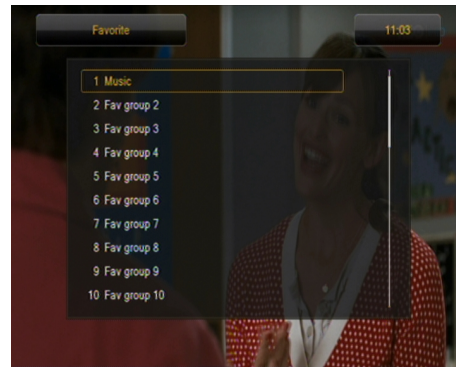 Favorite
11:03
1 Music
2 Fav group 2
3 Fav group 3
4 Fav group 4
5 Fav group 5
6 Fav group 6
7 Fav group 7
8 Fav group 8
9 Fav group 9
10 Fav group 10